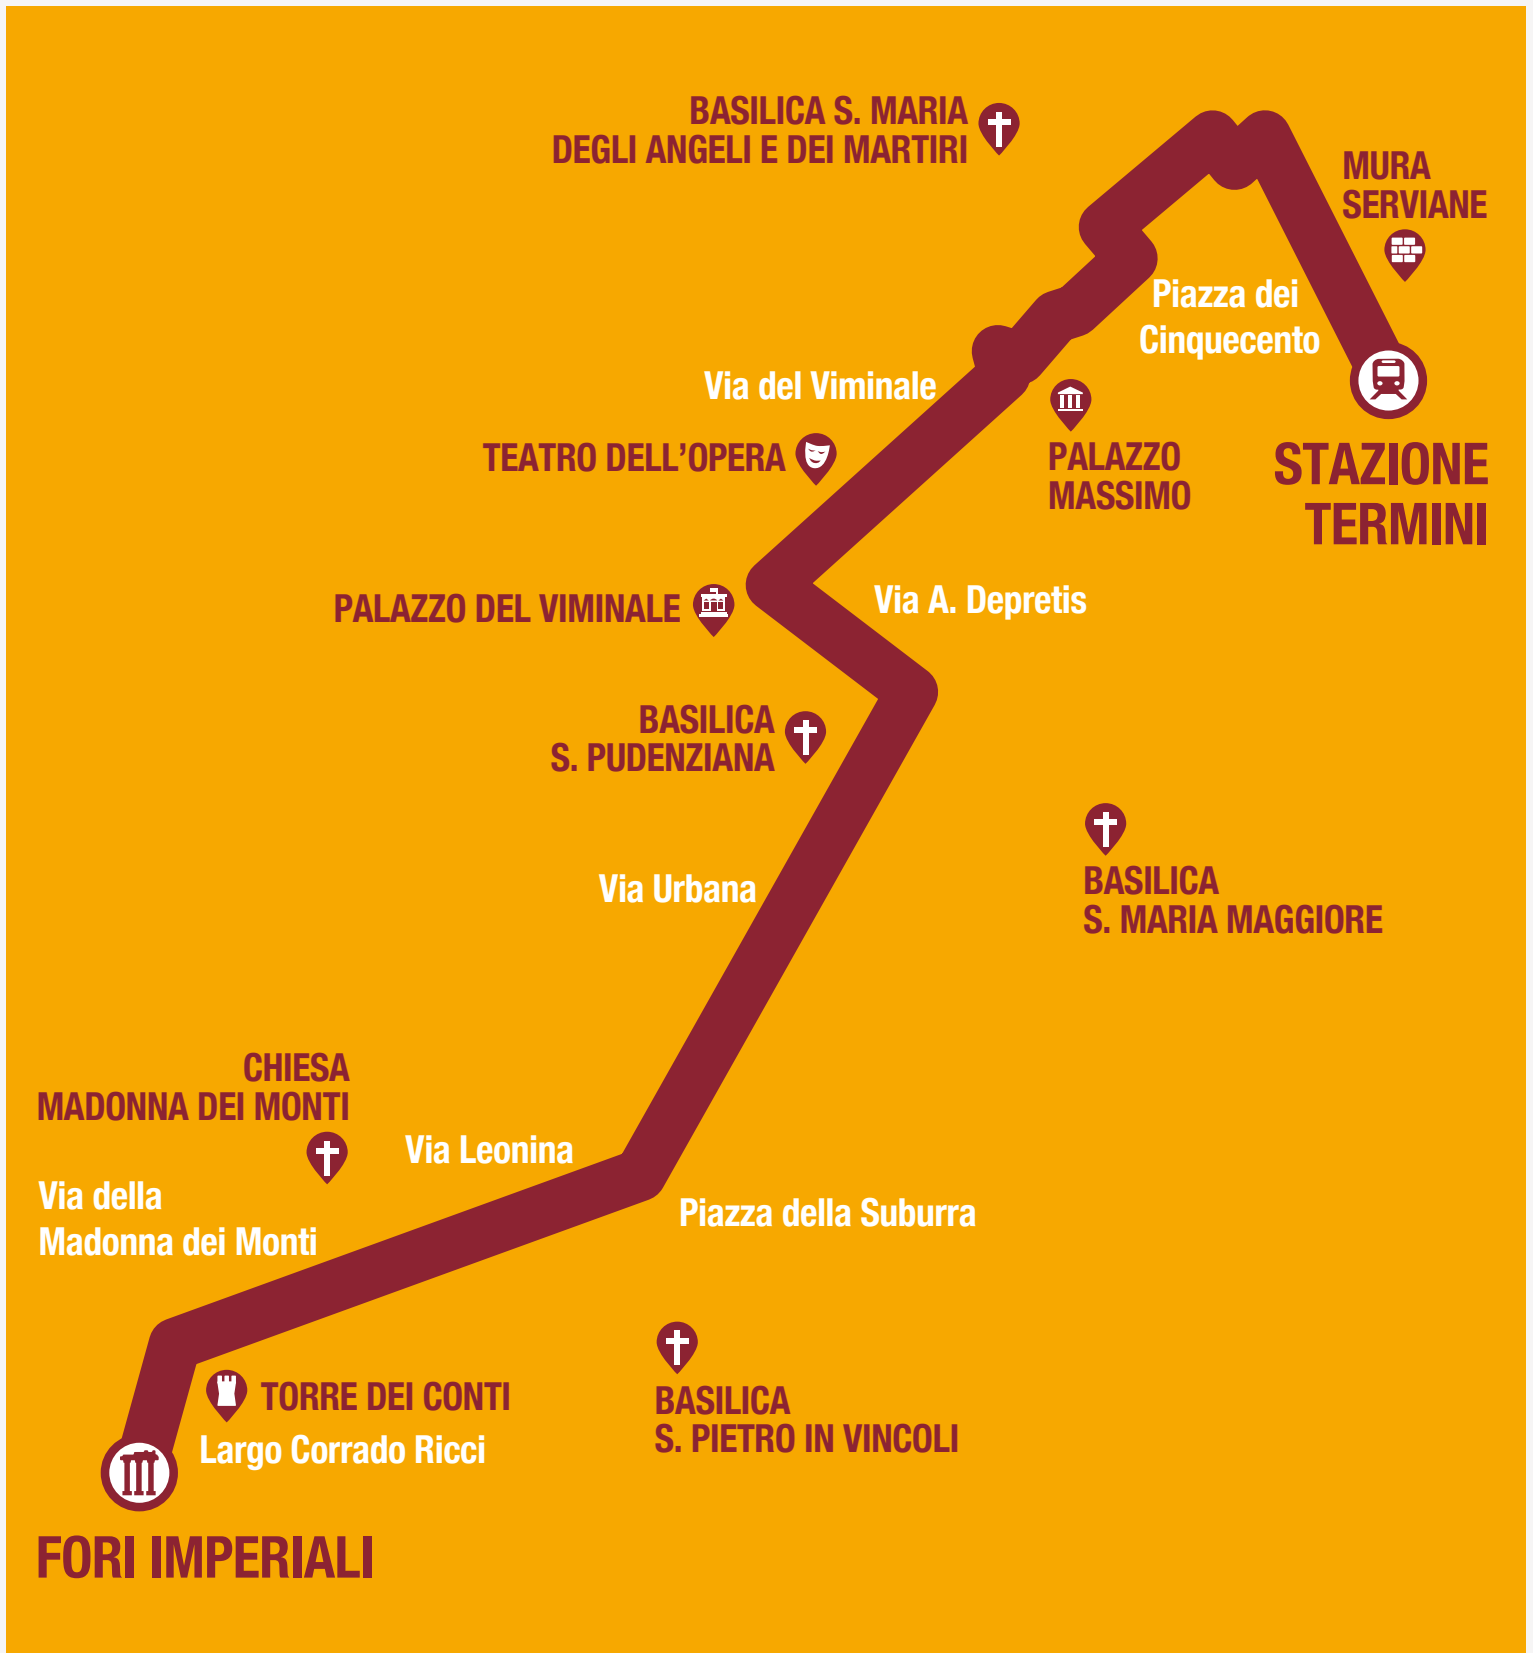 BASILICA S. MARIA
DEGLI ANGELI E DEI MARTIRI
MURA
SERVIANE
Piazza dei
Cinquecento
Via del Viminale
TEATRO DELL’OPERA
PALAZZO
MASSIMO
STAZIONE
TERMINI
PALAZZO DEL VIMINALE
Via A. Depretis
BASILICA
S. PUDENZIANA
Via Urbana
BASILICA
S. MARIA MAGGIORE
CHIESA
MADONNA DEI MONTI
Via Leonina
Via della
Madonna dei Monti
Piazza della Suburra
TORRE DEI CONTI
Largo Corrado Ricci
BASILICA
S. PIETRO IN VINCOLI
FORI IMPERIALI